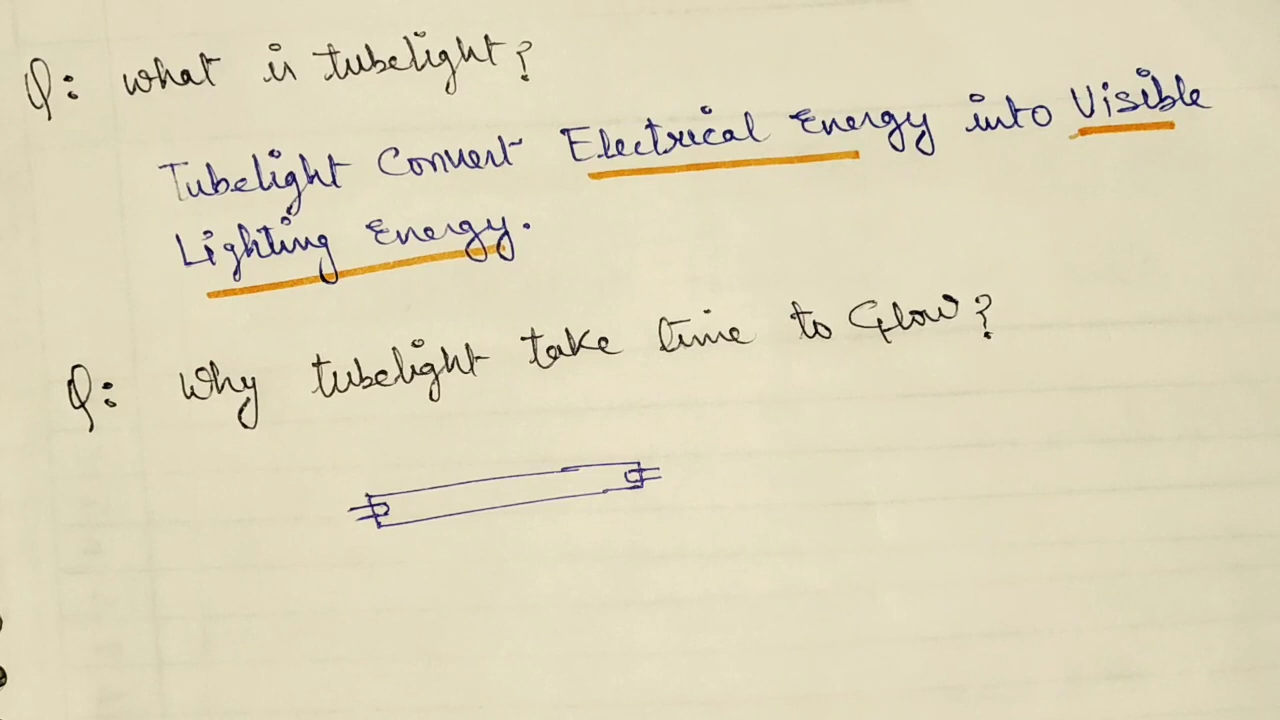 Q: what is tubelight?
Tubelight Convert Electrical Energy into Visible
Lighting Energy.
Q: why tubelight take time to Glow?